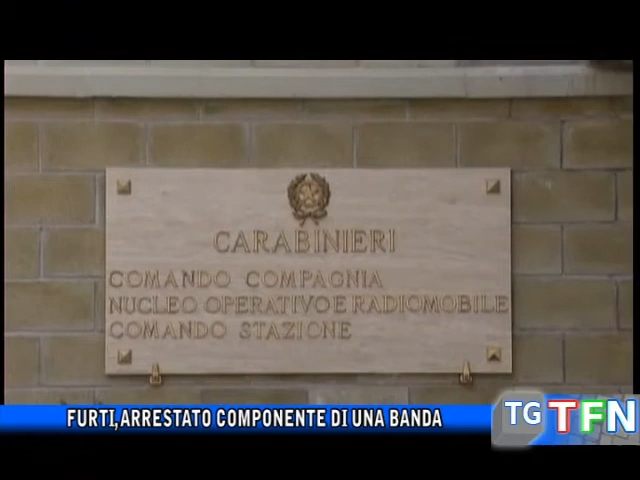 CARABINIERI
COMANDO COMPAGNIA
NUCLEO OPERATIVO E RADIOMOBILE
COMANDO STAZIONE
FURTI,ARRESTATO COMPONENTE DI UNA BANDA
TG TFN